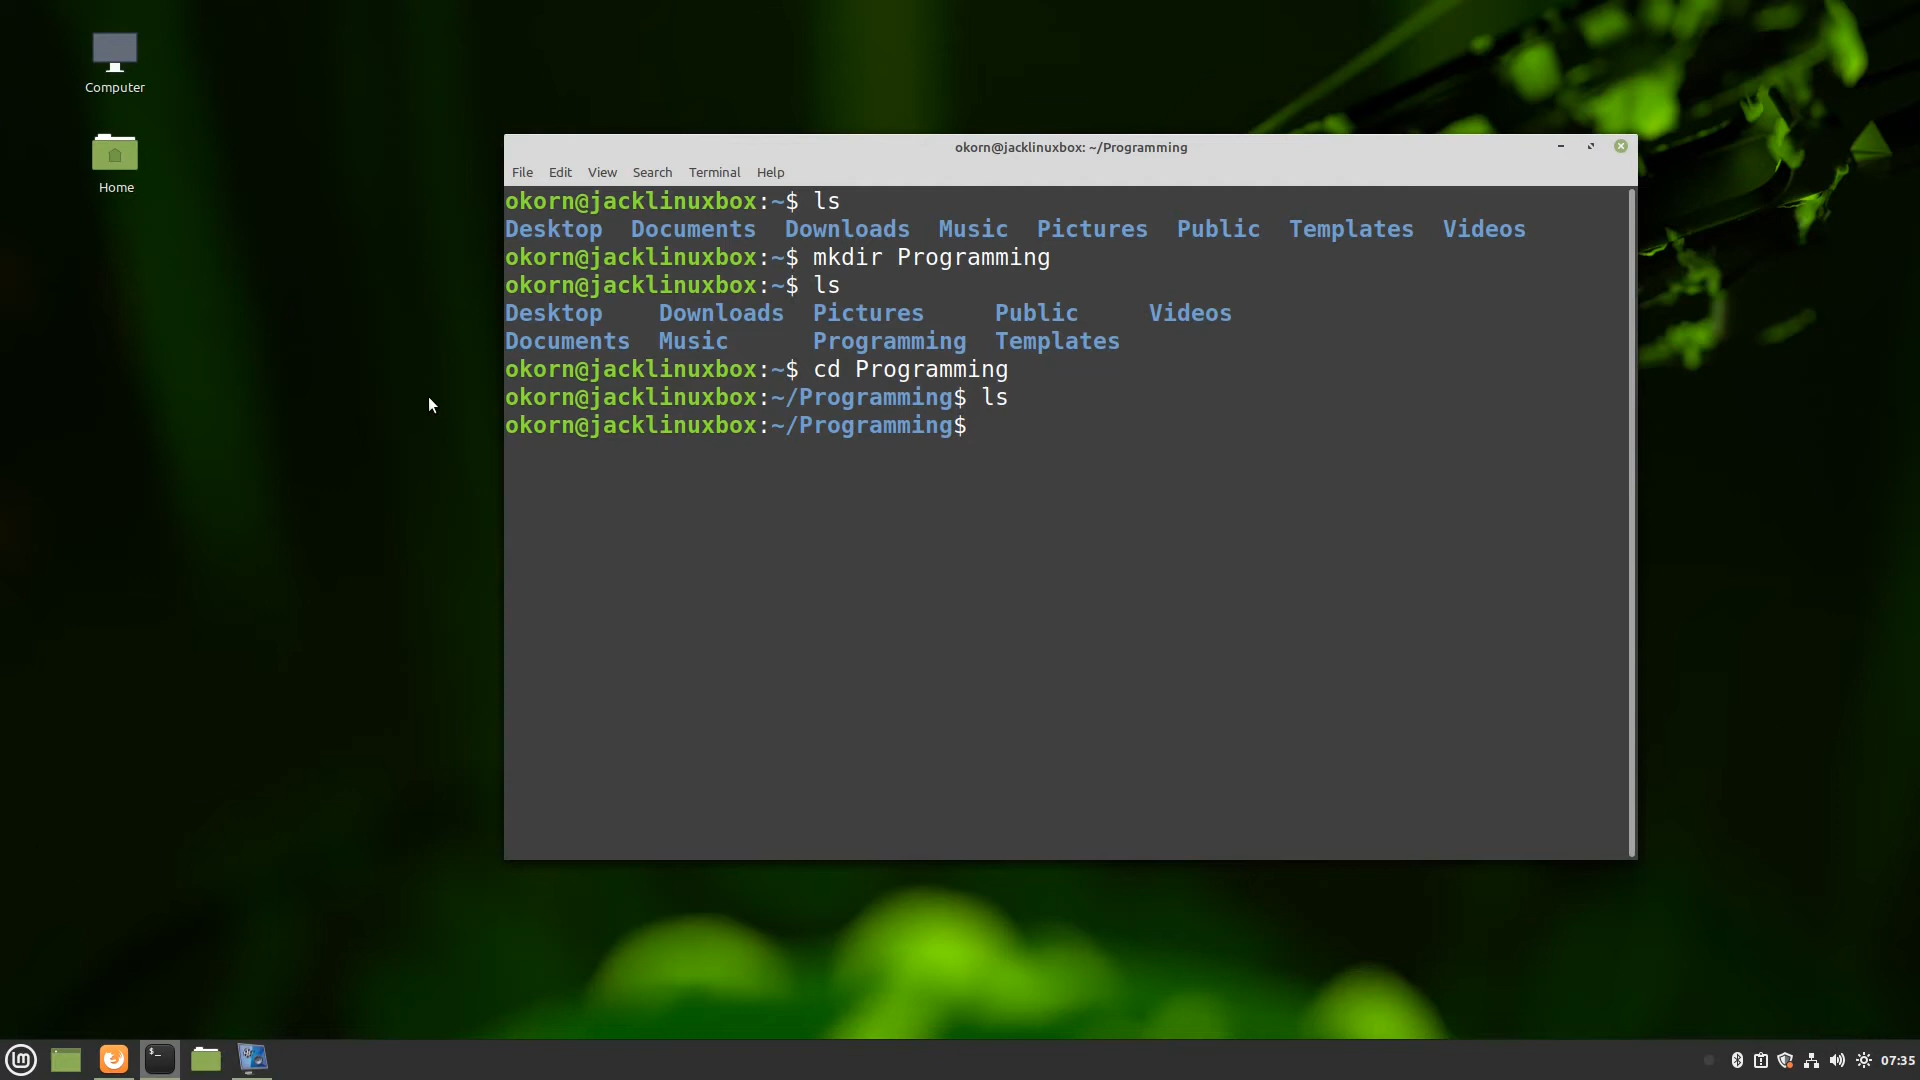 Computer
Home
okorn@jacklinuxbox: ~/Programming
File Edit View Search Terminal Help
okorn@jacklinuxbox:~$ ls
Desktop Documents Downloads Music Pictures Public Templates Videos
okorn@jacklinuxbox:~$ mkdir Programming
okorn@jacklinuxbox:~$ ls
Desktop Downloads Pictures Public Videos
Documents Music Programming Templates
okorn@jacklinuxbox:~$ cd Programming
okorn@jacklinuxbox:~/Programming$ ls
okorn@jacklinuxbox:~/Programming$
$_
07:35